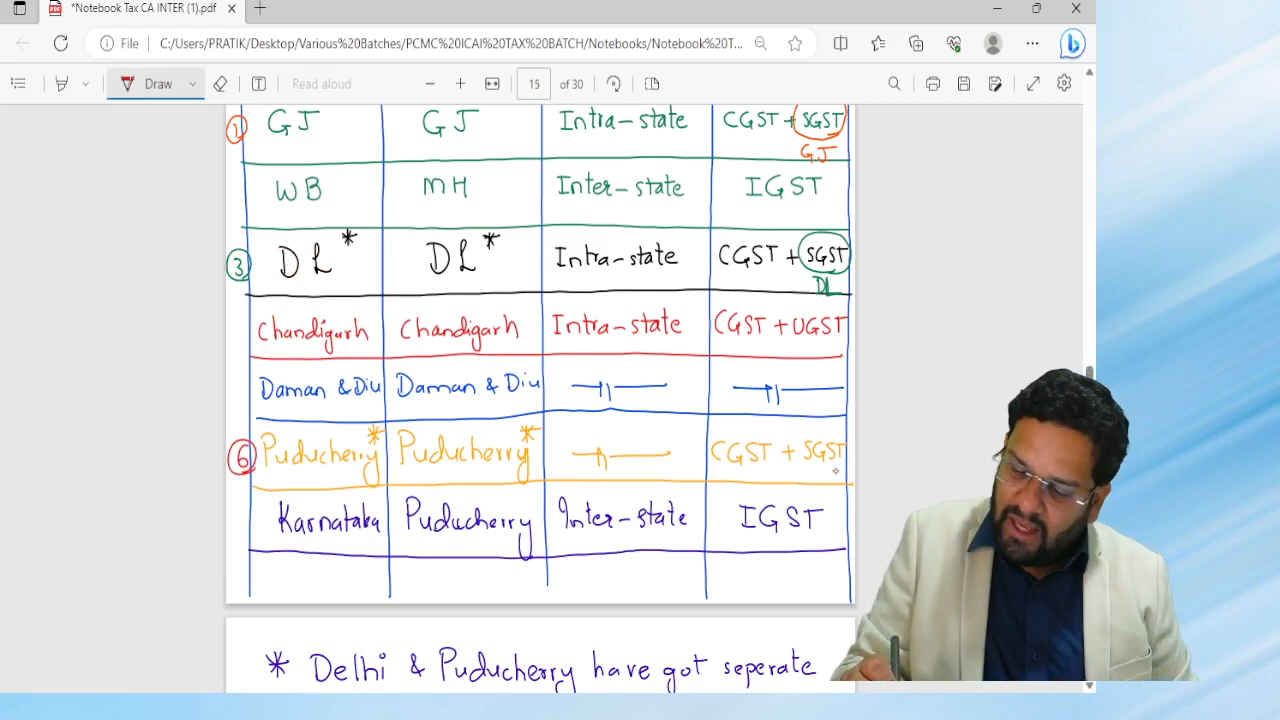 *Notebook Tax CA INTER (1).pdf
File C:/Users/PRATIK/Desktop/Various%20Batches/PCMC%20ICAI%20TAX%20BATCH/Notebooks/Notebook%20T...
Draw Read aloud 15 of 30
① GJ GJ Intra-state CGST + SGST
GJ
WB MH Inter-state IGST
③ DL* DL* Intra-state CGST + SGST
DL
Chandigarh Chandigarh Intra-state CGST + UGST
Daman & Diu Daman & Diu —〃— —〃—
⑥ Puducherry* Puducherry* —〃— CGST + SGST
Karnataka Puducherry Inter-state IGST
* Delhi & Puducherry have got seperate